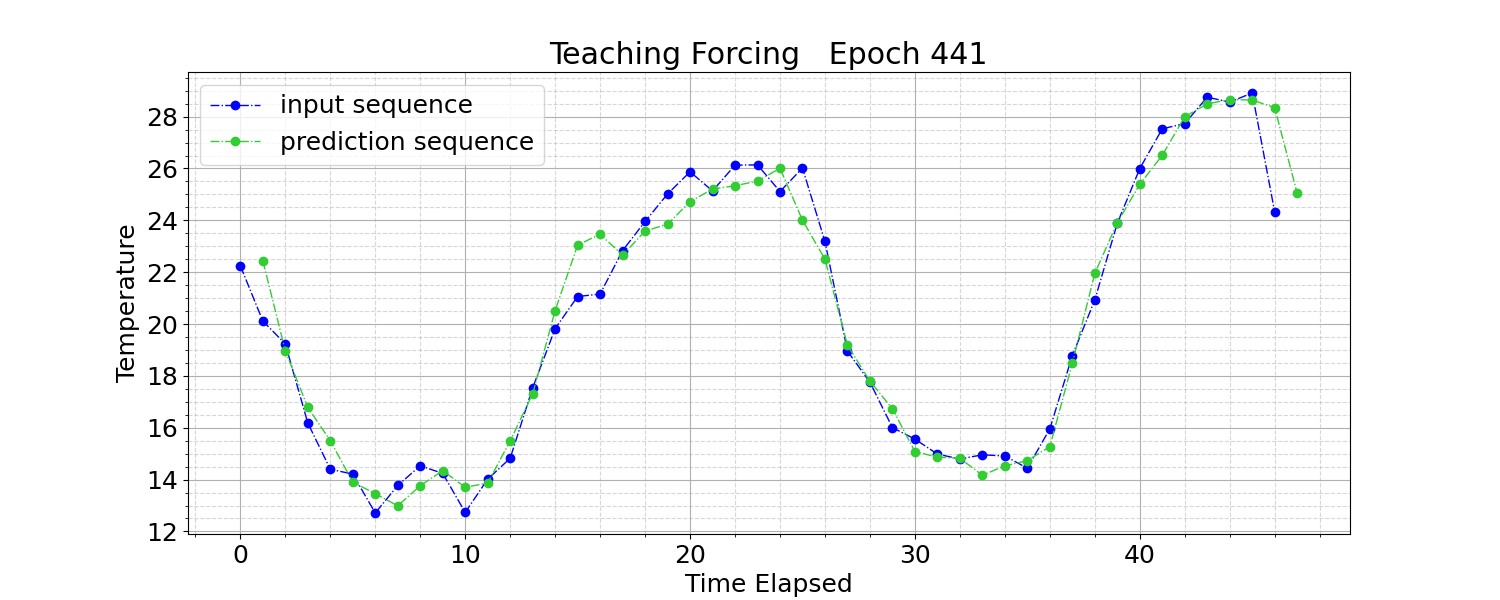 Teaching Forcing   Epoch 441
input sequence
prediction sequence
Temperature
28
26
24
22
20
18
16
14
12
0 10 20 30 40
Time Elapsed